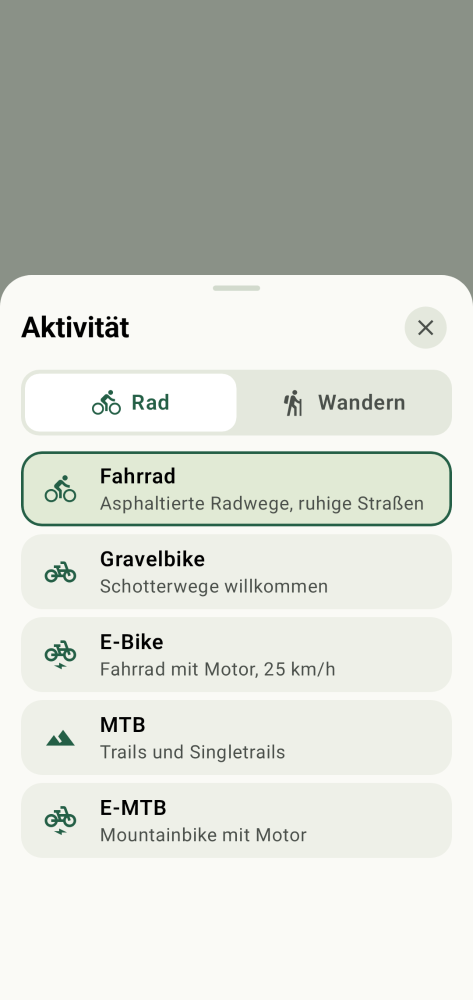 Aktivität
Rad
Wandern
Fahrrad
Asphaltierte Radwege, ruhige Straßen
Gravelbike
Schotterwege willkommen
E-Bike
Fahrrad mit Motor, 25 km/h
MTB
Trails und Singletrails
E-MTB
Mountainbike mit Motor